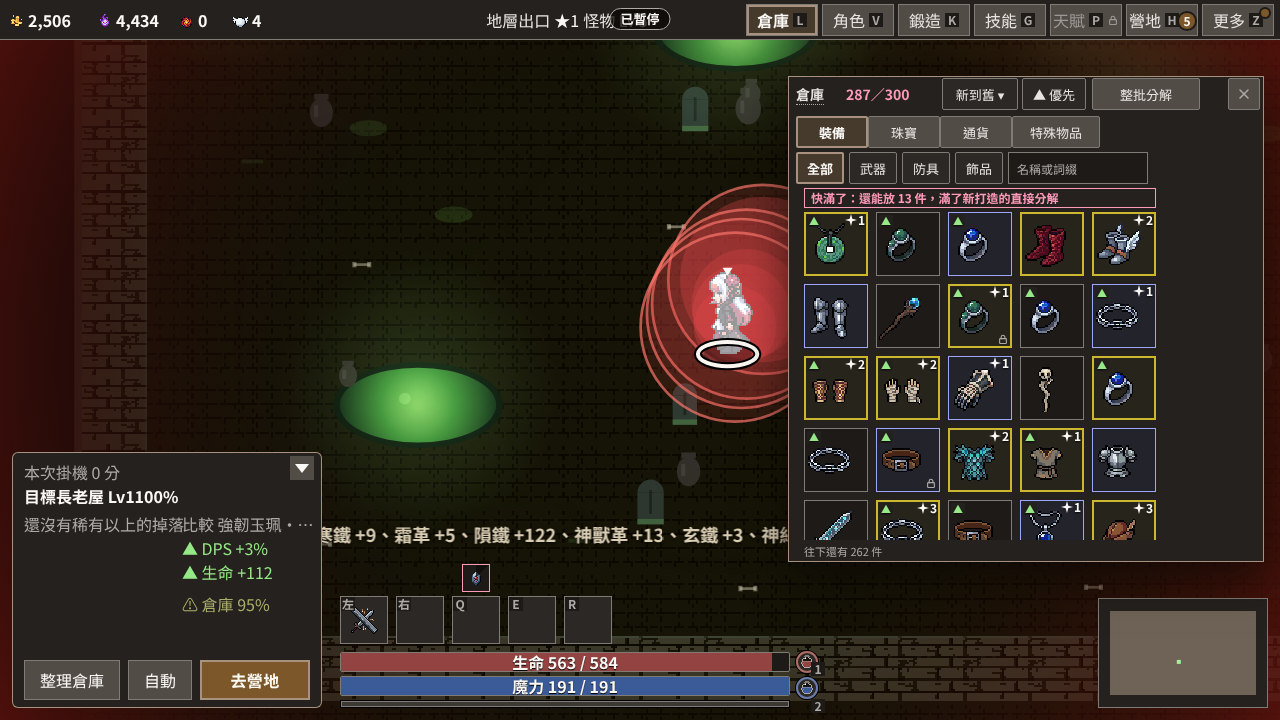 2,506 4,434 0 4
地層出口 ★1 怪物 已暫停
倉庫 L 角色 V 鍛造 K 技能 G 天賦 P 營地 H 5 更多 Z
倉庫 287／300 新到舊 ▾ ▲優先 整批分解 ×
裝備 珠寶 通貨 特殊物品
全部 武器 防具 飾品 名稱或詞綴
快滿了：還能放 13 件，滿了新打造的直接分解
1 2
1 1
2 2 1
2 1
3 1 3
往下還有 262 件
本次掛機 0 分
目標長老屋 Lv1100%
還沒有稀有以上的掉落比較 強韌玉珮・…
▲ DPS +3%
▲ 生命 +112
⚠ 倉庫 95%
整理倉庫 自動 去營地
寒鐵 +9、霜革 +5、隕鐵 +122、神獸革 +13、玄鐵 +3、神
左 右 Q E R
生命 563 / 584 1
魔力 191 / 191 2